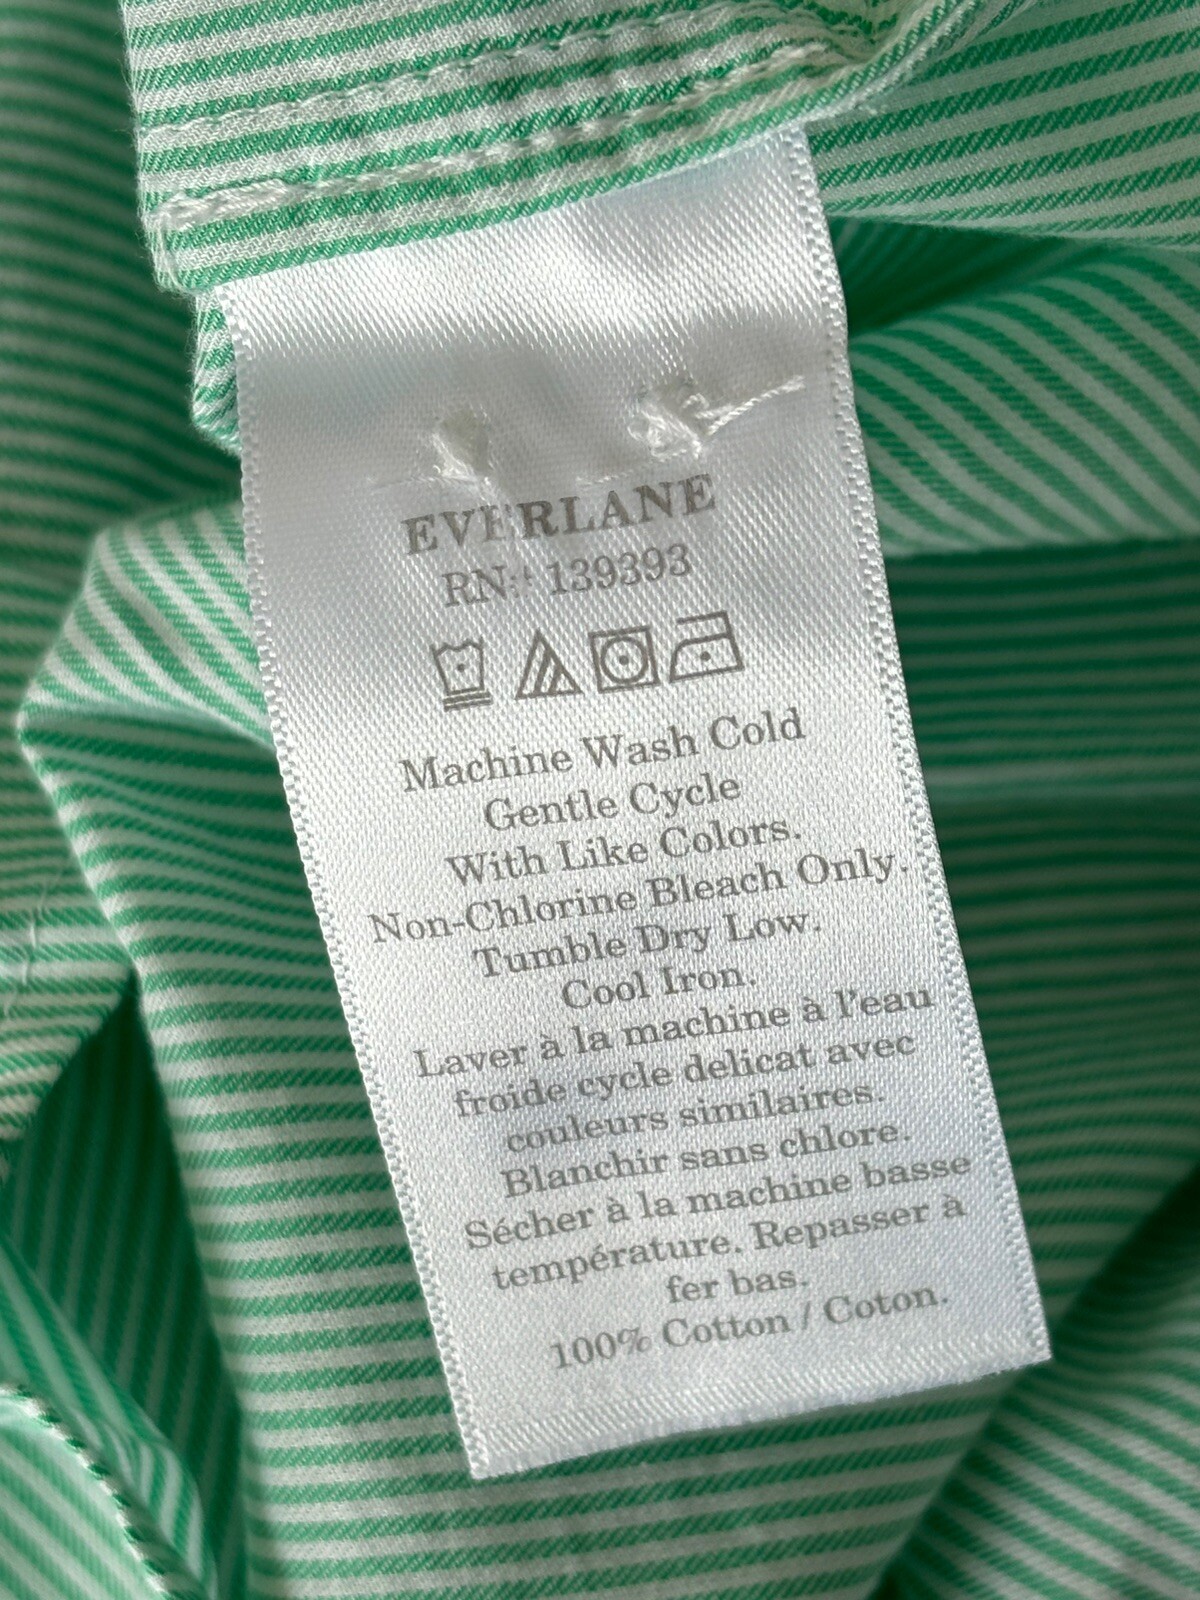 EVERLANE
RN# 139393
Machine Wash Cold
Gentle Cycle
With Like Colors.
Non-Chlorine Bleach Only.
Tumble Dry Low.
Cool Iron.
Laver à la machine à l'eau
froide cycle delicat avec
couleurs similaires.
Blanchir sans chlore.
Sécher à la machine basse
température. Repasser à
fer bas.
100% Cotton / Coton.